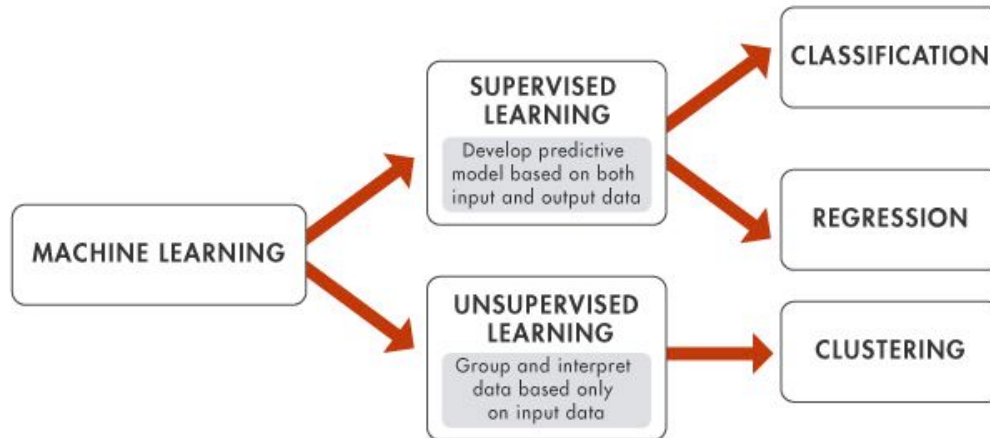 MACHINE LEARNING
SUPERVISED
LEARNING
Develop predictive
model based on both
input and output data
UNSUPERVISED
LEARNING
Group and interpret
data based only
on input data
CLASSIFICATION
REGRESSION
CLUSTERING